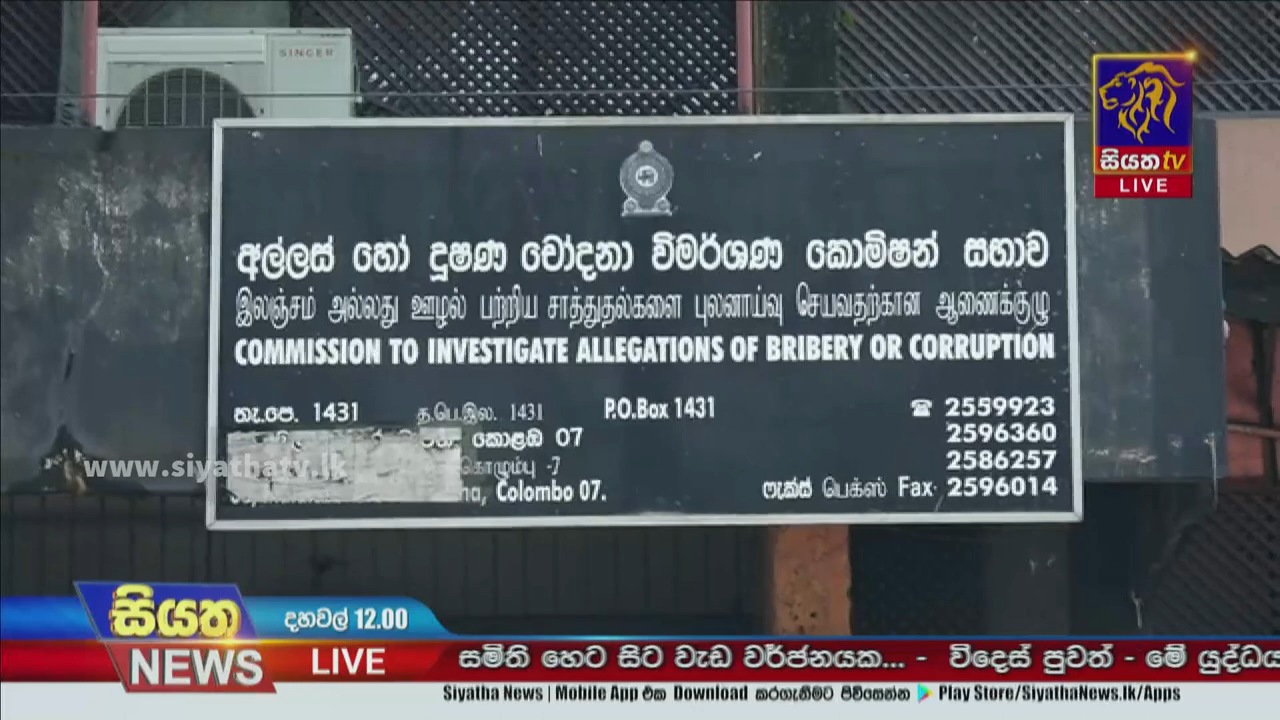 SINGER
සියත tv
LIVE
අල්ලස් හෝ දූෂණ චෝදනා විමර්ශණ කොමිෂන් සභාව
இலஞ்சம் அல்லது ஊழல் பற்றிய சாத்துதல்களை புலனாய்வு செய்வதற்கான ஆணைக்குழு
COMMISSION TO INVESTIGATE ALLEGATIONS OF BRIBERY OR CORRUPTION
තැ.පෙ. 1431 த.பெ.இல. 1431 P.O.Box 1431 ☎ 2559923
කොළඹ 07 2596360
கொழும்பு -7 2586257
Colombo 07. ෆැක්ස් பெக்ஸ் Fax 2596014
www.siyathatv.lk
සියත දහවල් 12.00
NEWS LIVE සමිති හෙට සිට වැඩ වර්ජනයක... - විදෙස් පුවත් - මේ යුද්ධය
Siyatha News | Mobile App එක Download කරගැනීමට පිවිසෙන්න Play Store/SiyathaNews.lk/Apps